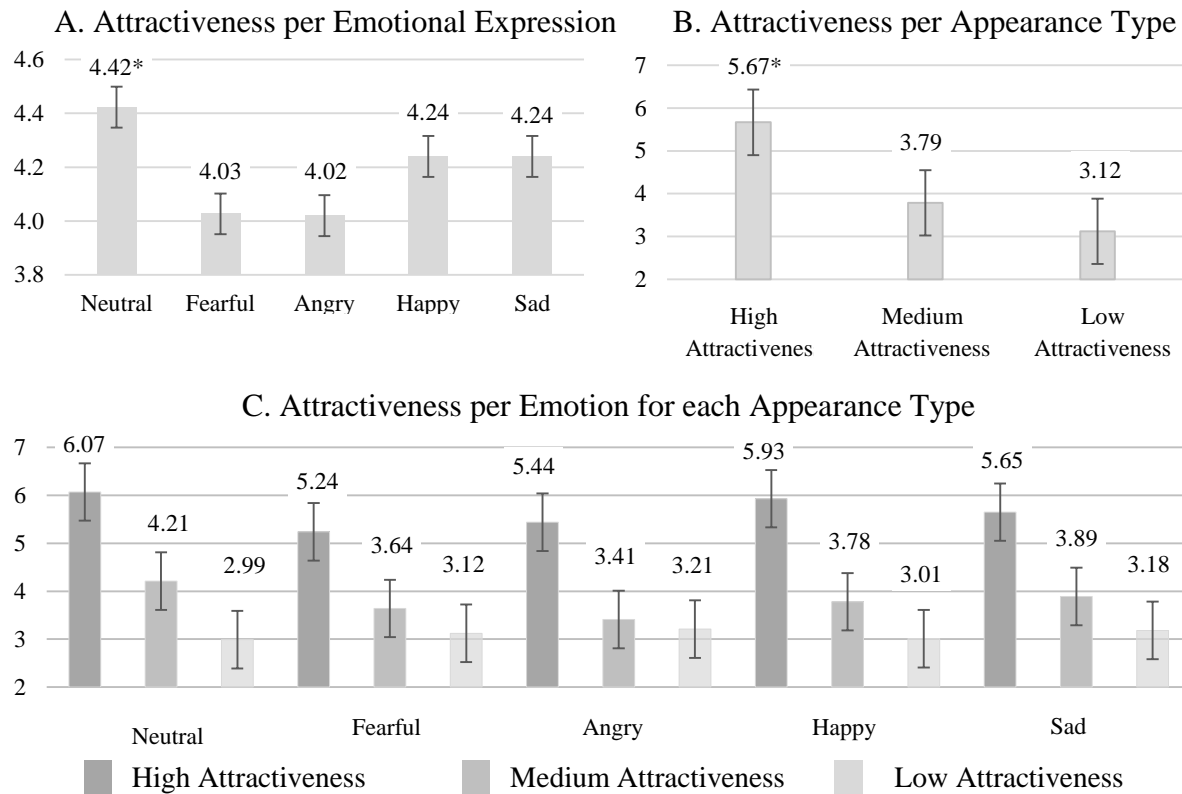 A. Attractiveness per Emotional Expression
4.6
4.4
4.2
4.0
3.8
4.42*
4.03
4.02
4.24
4.24
Neutral Fearful Angry Happy Sad
B. Attractiveness per Appearance Type
7
6
5
4
3
2
5.67*
3.79
3.12
High Attractivenes
Medium Attractiveness
Low Attractiveness
C. Attractiveness per Emotion for each Appearance Type
7
6
5
4
3
2
6.07 4.21 2.99
5.24 3.64 3.12
5.44 3.41 3.21
5.93 3.78 3.01
5.65 3.89 3.18
Neutral Fearful Angry Happy Sad
High Attractiveness Medium Attractiveness Low Attractiveness